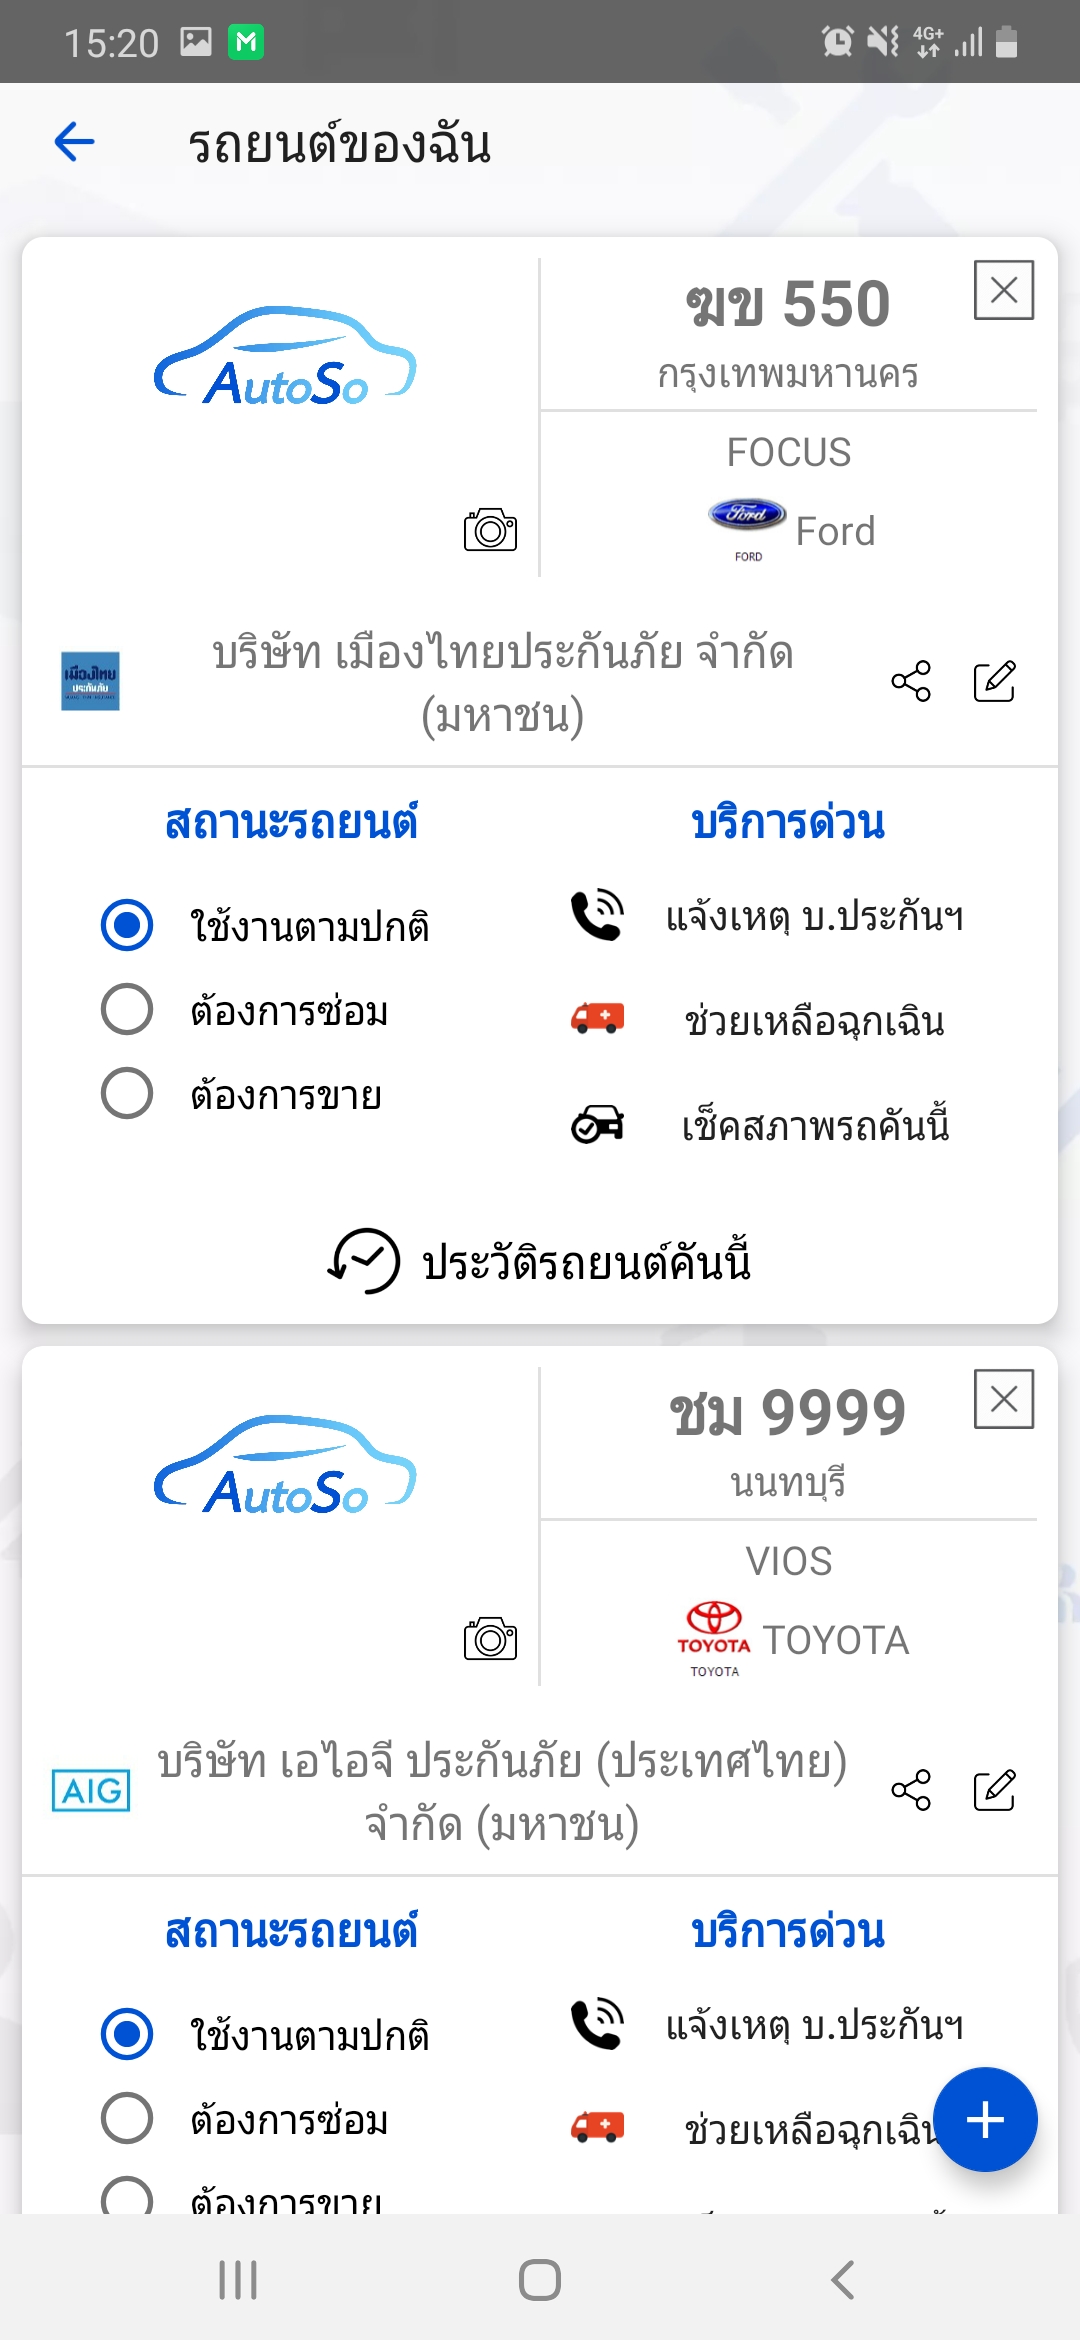 15:20
4G+
รถยนต์ของฉัน
AutoSo
ฆข 550
กรุงเทพมหานคร
FOCUS
Ford
FORD
Ford
เมืองไทย
ประกันภัย
บริษัท เมืองไทยประกันภัย จำกัด
(มหาชน)
สถานะรถยนต์
บริการด่วน
ใช้งานตามปกติ
แจ้งเหตุ บ.ประกันฯ
ต้องการซ่อม
ช่วยเหลือฉุกเฉิน
ต้องการขาย
เช็คสภาพรถคันนี้
ประวัติรถยนต์คันนี้
AutoSo
ชม 9999
นนทบุรี
VIOS
TOYOTA
TOYOTA
TOYOTA
AIG
บริษัท เอไอจี ประกันภัย (ประเทศไทย)
จำกัด (มหาชน)
สถานะรถยนต์
บริการด่วน
ใช้งานตามปกติ
แจ้งเหตุ บ.ประกันฯ
ต้องการซ่อม
ช่วยเหลือฉุกเฉิน
ต้องการขาย